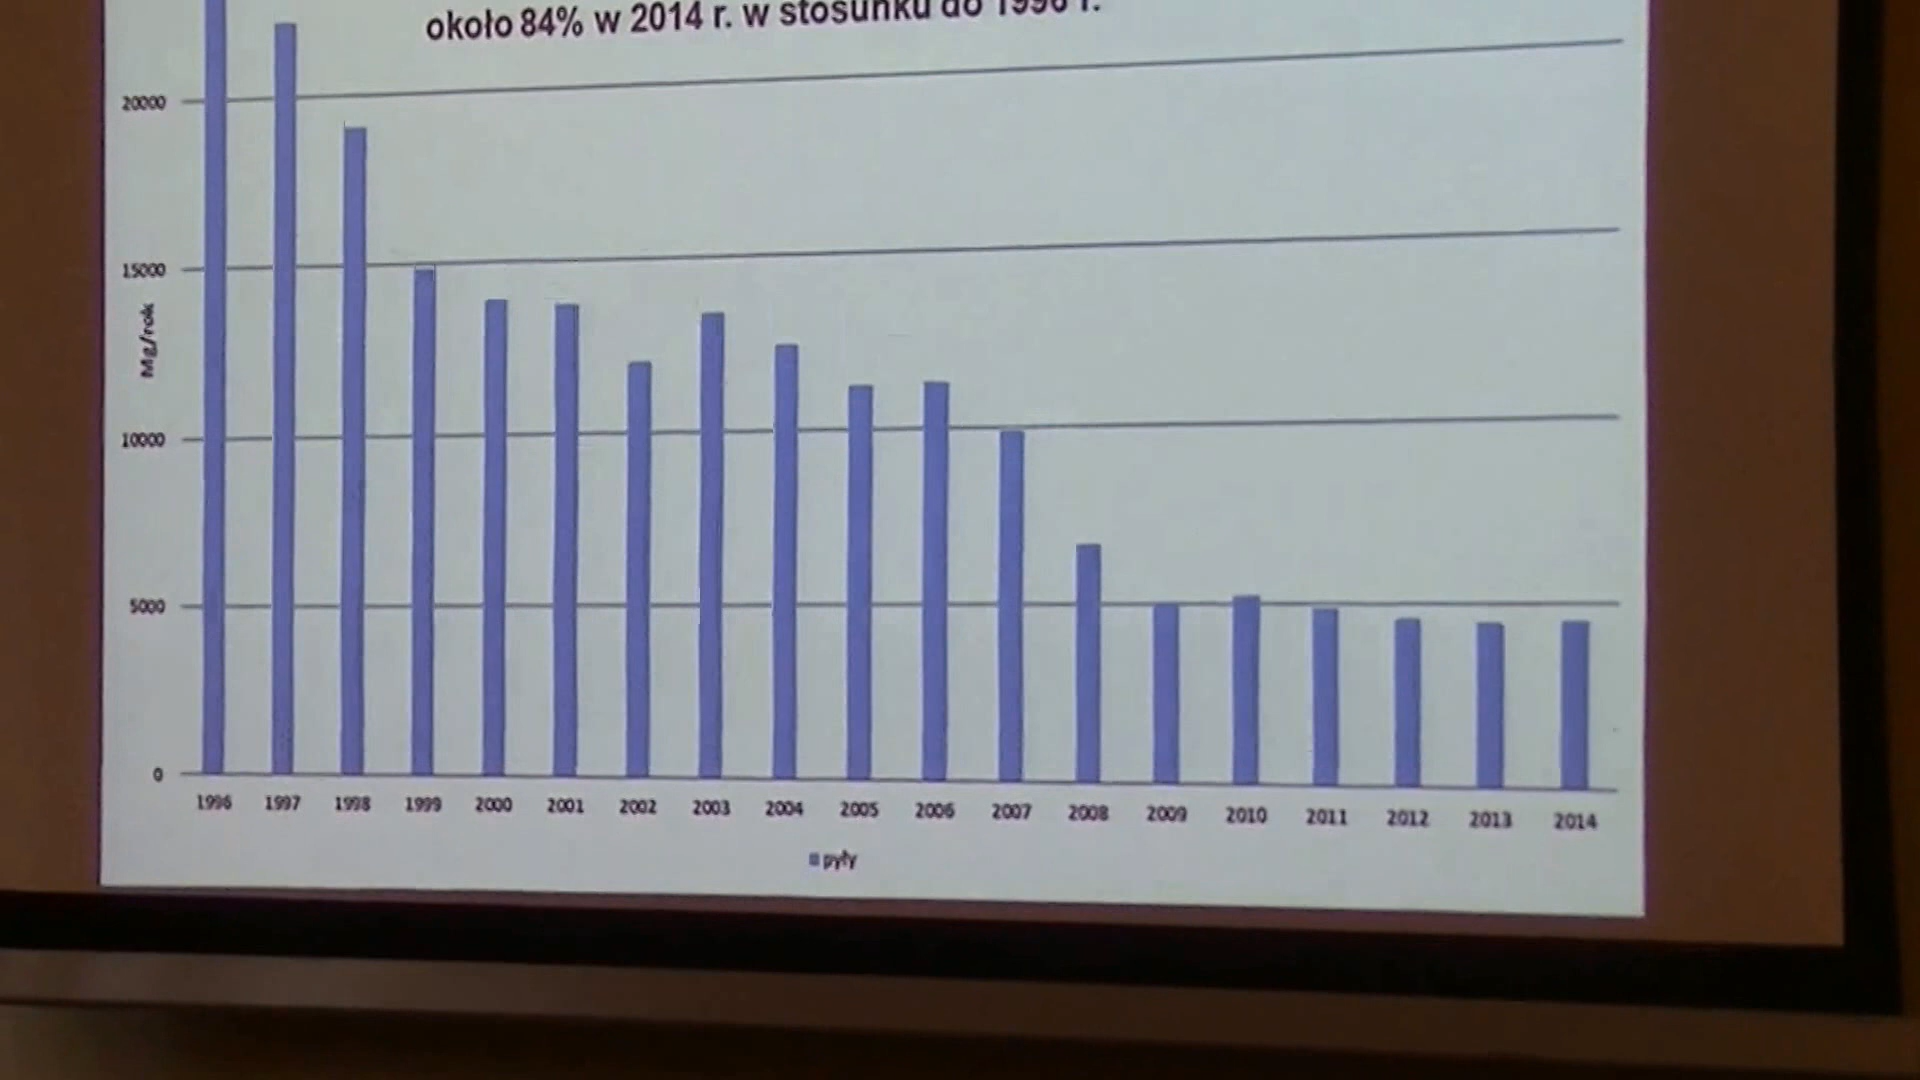 około 84% w 2014 r. w stosunku do 1996 r.
20000
15000
Mg/rok
10000
5000
0
1996 1997 1998 1999 2000 2001 2002 2003 2004 2005 2006 2007 2008 2009 2010 2011 2012 2013 2014
pyły